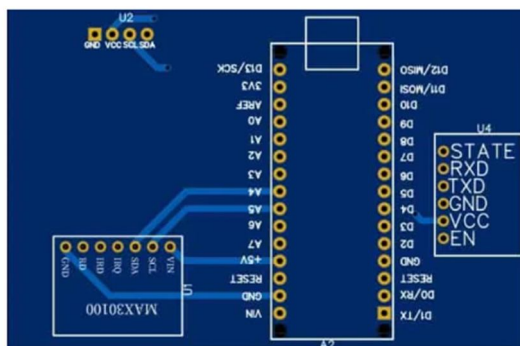 U2
GND VCC SCL SDA
D13/SCK
3V3
AREF
A0
A1
A2
A3
A4
A5
A6
A7
+5V
RESET
GND
VIN
D12/MISO
D11/MOSI
D10
D9
D8
D7
D6
D5
D4
D3
D2
GND
RESET
D0/RX
D1/TX
A2
U4
STATE
RXD
TXD
GND
VCC
EN
GND RD IRD IRQ SDA SCL VIN
MAX30100
U1